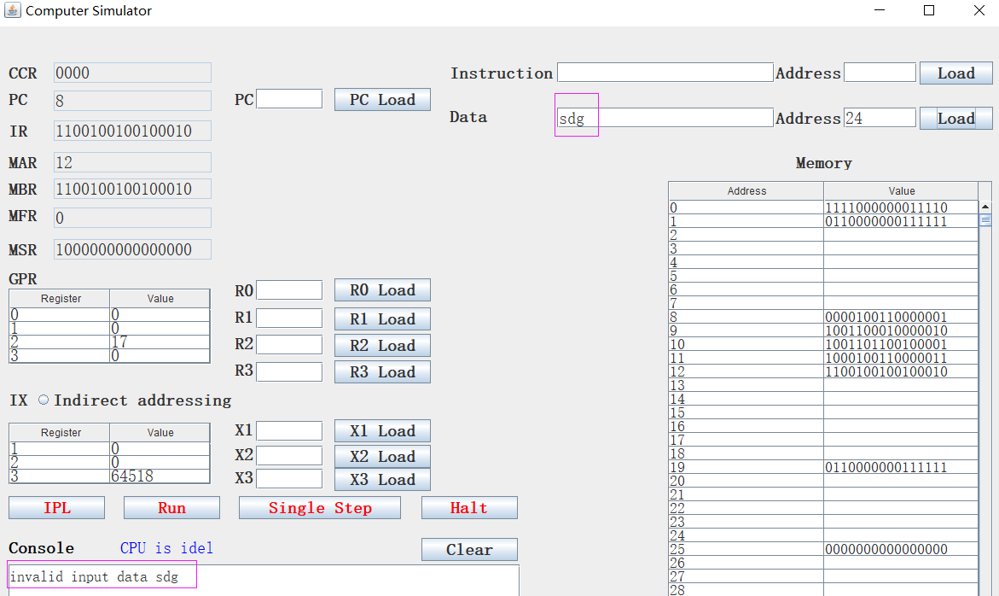 Computer Simulator
CCR 0000 Instruction Address Load
PC 8 PC PC Load
Data sdg Address 24 Load
IR 1100100100100010
MAR 12 Memory
MBR 1100100100100010
MFR 0
MSR 1000000000000000
GPR
Register Value
0 0
1 0
2 17
3 0
R0 R0 Load
R1 R1 Load
R2 R2 Load
R3 R3 Load
IX Indirect addressing
Register Value
1 0
2 0
3 64518
X1 X1 Load
X2 X2 Load
X3 X3 Load
IPL Run Single Step Halt
Console CPU is idel Clear
invalid input data sdg
Address Value
0 1111000000011110
1 0110000000111111
2
3
4
5
6
7
8 0000100110000001
9 1001100010000010
10 1001101100100001
11 1000100110000011
12 1100100100100010
13
14
15
16
17
18
19 0110000000111111
20
21
22
23
24
25 0000000000000000
26
27
28